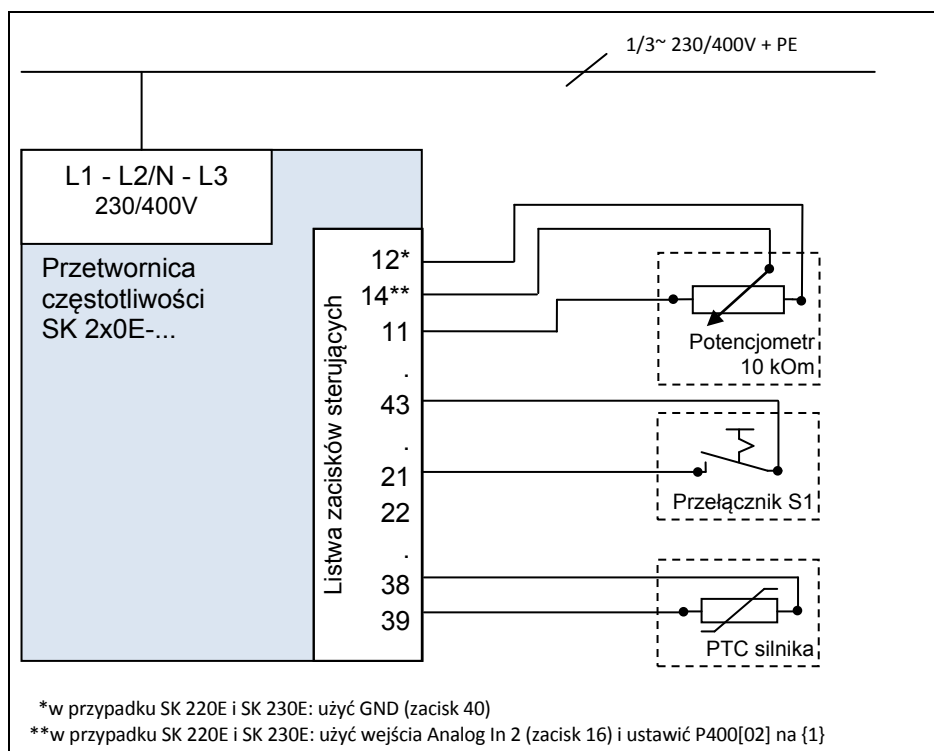 1/3~ 230/400V + PE
L1 - L2/N - L3
230/400V
Przetwornica
częstotliwości
SK 2x0E-...
Listwa zacisków sterujących
12*
14**
11
.
43
.
21
22
.
38
39
Potencjometr
10 kOm
Przełącznik S1
PTC silnika
*w przypadku SK 220E i SK 230E: użyć GND (zacisk 40)
**w przypadku SK 220E i SK 230E: użyć wejścia Analog In 2 (zacisk 16) i ustawić P400[02] na {1}